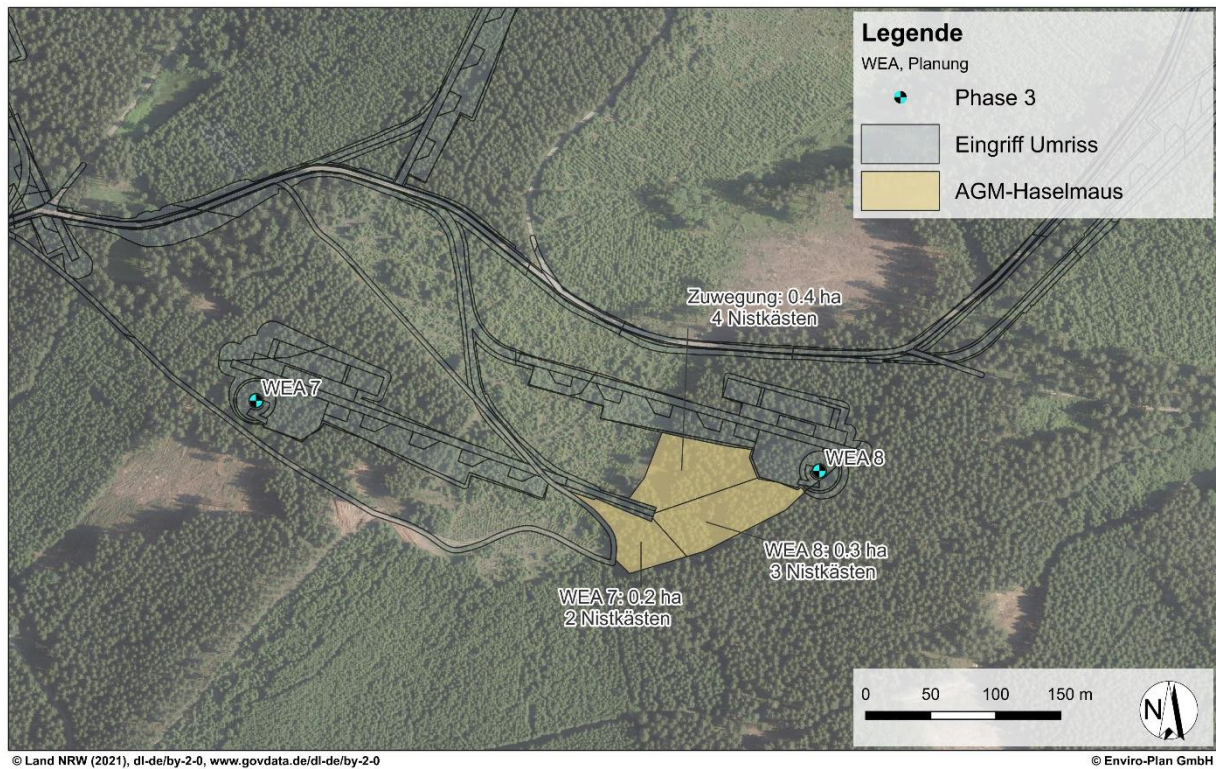 Legende
WEA, Planung
Phase 3
Eingriff Umriss
AGM-Haselmaus
Zuwegung: 0.4 ha
4 Nistkästen
WEA 7
WEA 8
WEA 8: 0.3 ha
3 Nistkästen
WEA 7: 0.2 ha
2 Nistkästen
0 50 100 150 m
N
© Land NRW (2021), dl-de/by-2-0, www.govdata.de/dl-de/by-2-0
© Enviro-Plan GmbH